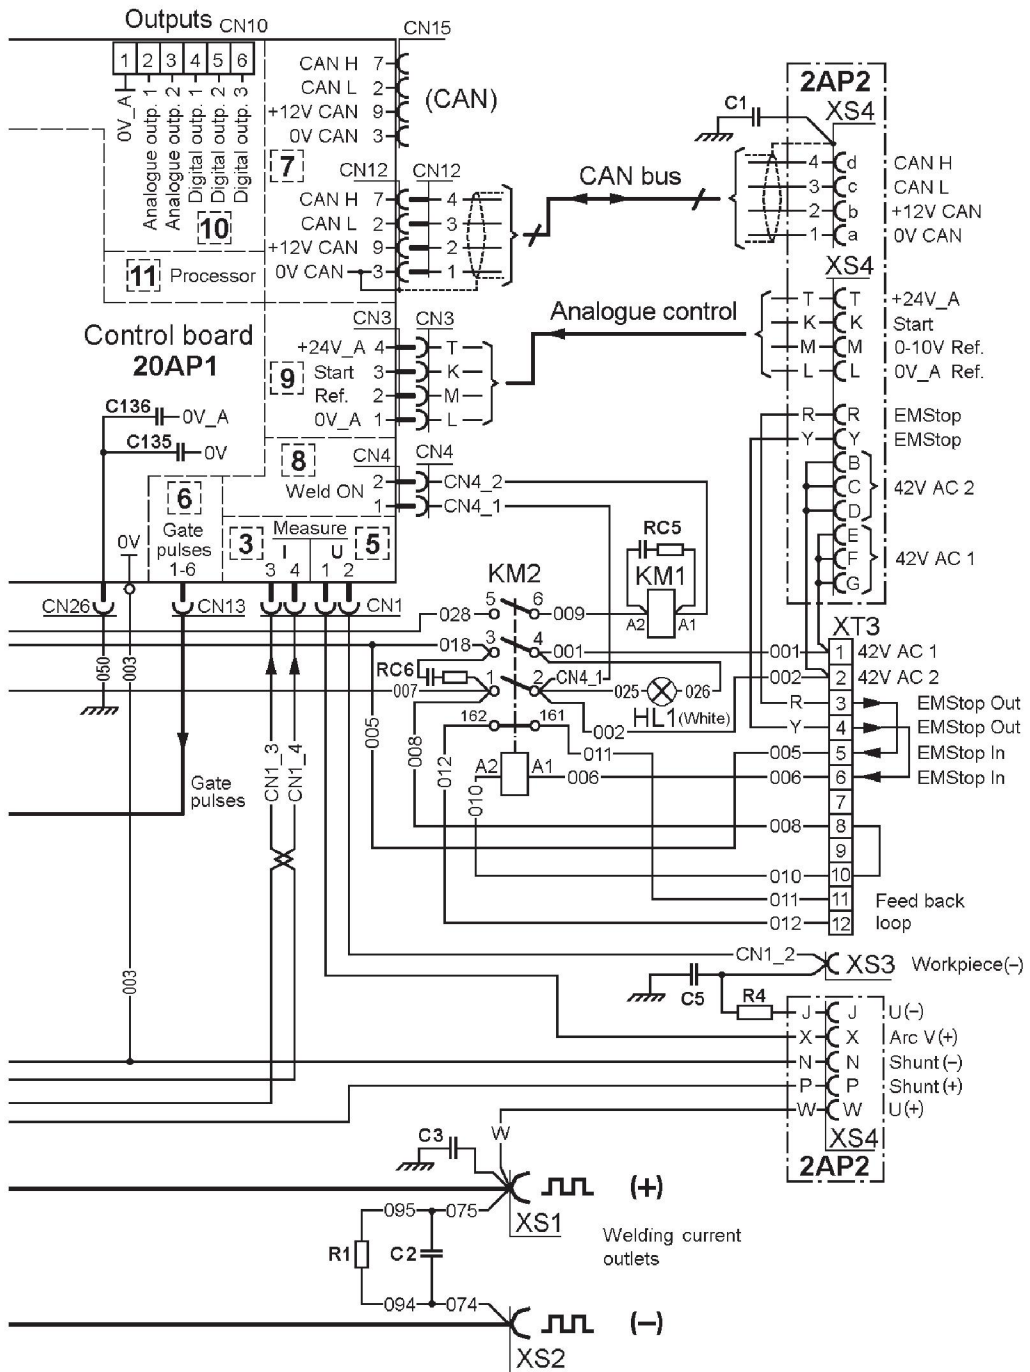 Outputs CN10
1 2 3 4 5 6
0V_A
Analogue outp. 1
Analogue outp. 2
Digital outp. 1
Digital outp. 2
Digital outp. 3
10
7
11 Processor
CN15
CAN H 7
CAN L 2
+12V CAN 9
0V CAN 3
(CAN)
CN12 CN12
CAN H 7 4
CAN L 2 3
+12V CAN 9 2
0V CAN 3 1
CAN bus
2AP2
XS4
C1
4 d CAN H
3 c CAN L
2 b +12V CAN
1 a 0V CAN
XS4
T T +24V_A
K K Start
M M 0-10V Ref.
L L 0V_A Ref.
R R EMStop
Y Y EMStop
B
C 42V AC 2
D
E
F 42V AC 1
G
Analogue control
Control board
20AP1
CN3 CN3
+24V_A 4 T
9 Start 3 K
Ref. 2 M
0V_A 1 L
C136 0V_A
C135 0V
8 CN4 CN4
2 CN4_2
Weld ON
1 CN4_1
6
Gate
pulses
1-6
0V
3 Measure 5
I U
3 4 1 2
CN26 CN13 CN1
050
003
Gate
pulses
CN1_3
CN1_4
RC5
KM1
A2 A1
KM2
028 5 6 009
018 3 4 001
RC6
007 1 2 CN4_1
025 026
HL1 (White)
002
162 161
011
005
008
012
010
A2 A1 006
XT3
001 1 42V AC 1
002 2 42V AC 2
R 3 EMStop Out
Y 4 EMStop Out
005 5 EMStop In
006 6 EMStop In
7
008 8
9
010 10
011 11 Feed back
012 12 loop
CN1_2 XS3 Workpiece(–)
003
C5 R4
J J U(–)
X X Arc V(+)
N N Shunt(–)
P P Shunt(+)
W W U(+)
XS4
2AP2
C3 W
(+)
XS1
095 075
R1 C2
Welding current
outlets
094 074
(–)
XS2